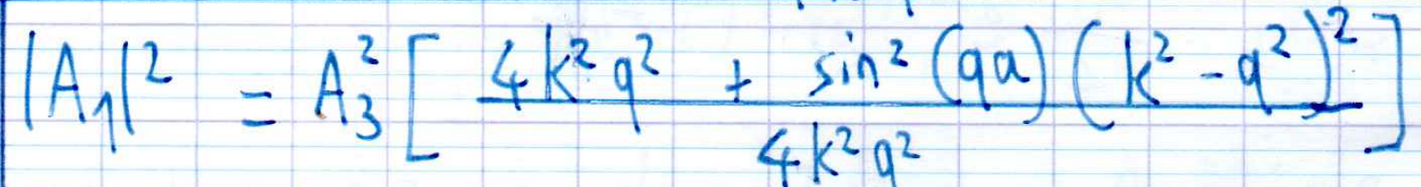 |A₁|² = A₃² [ (4k²q² + sin²(qa)(k² - q²)²) / (4k²q²) ]